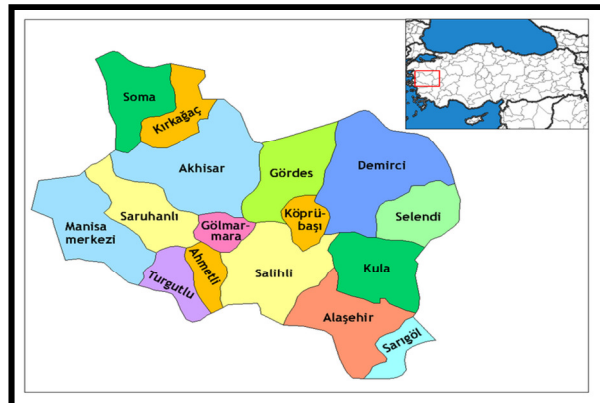 Soma
Kırkağaç
Akhisar
Gördes
Demirci
Manisa
merkezi
Saruhanlı
Gölmar-
mara
Köprü-
başı
Selendi
Turgutlu
Ahmetli
Salihli
Kula
Alaşehir
Sarıgöl